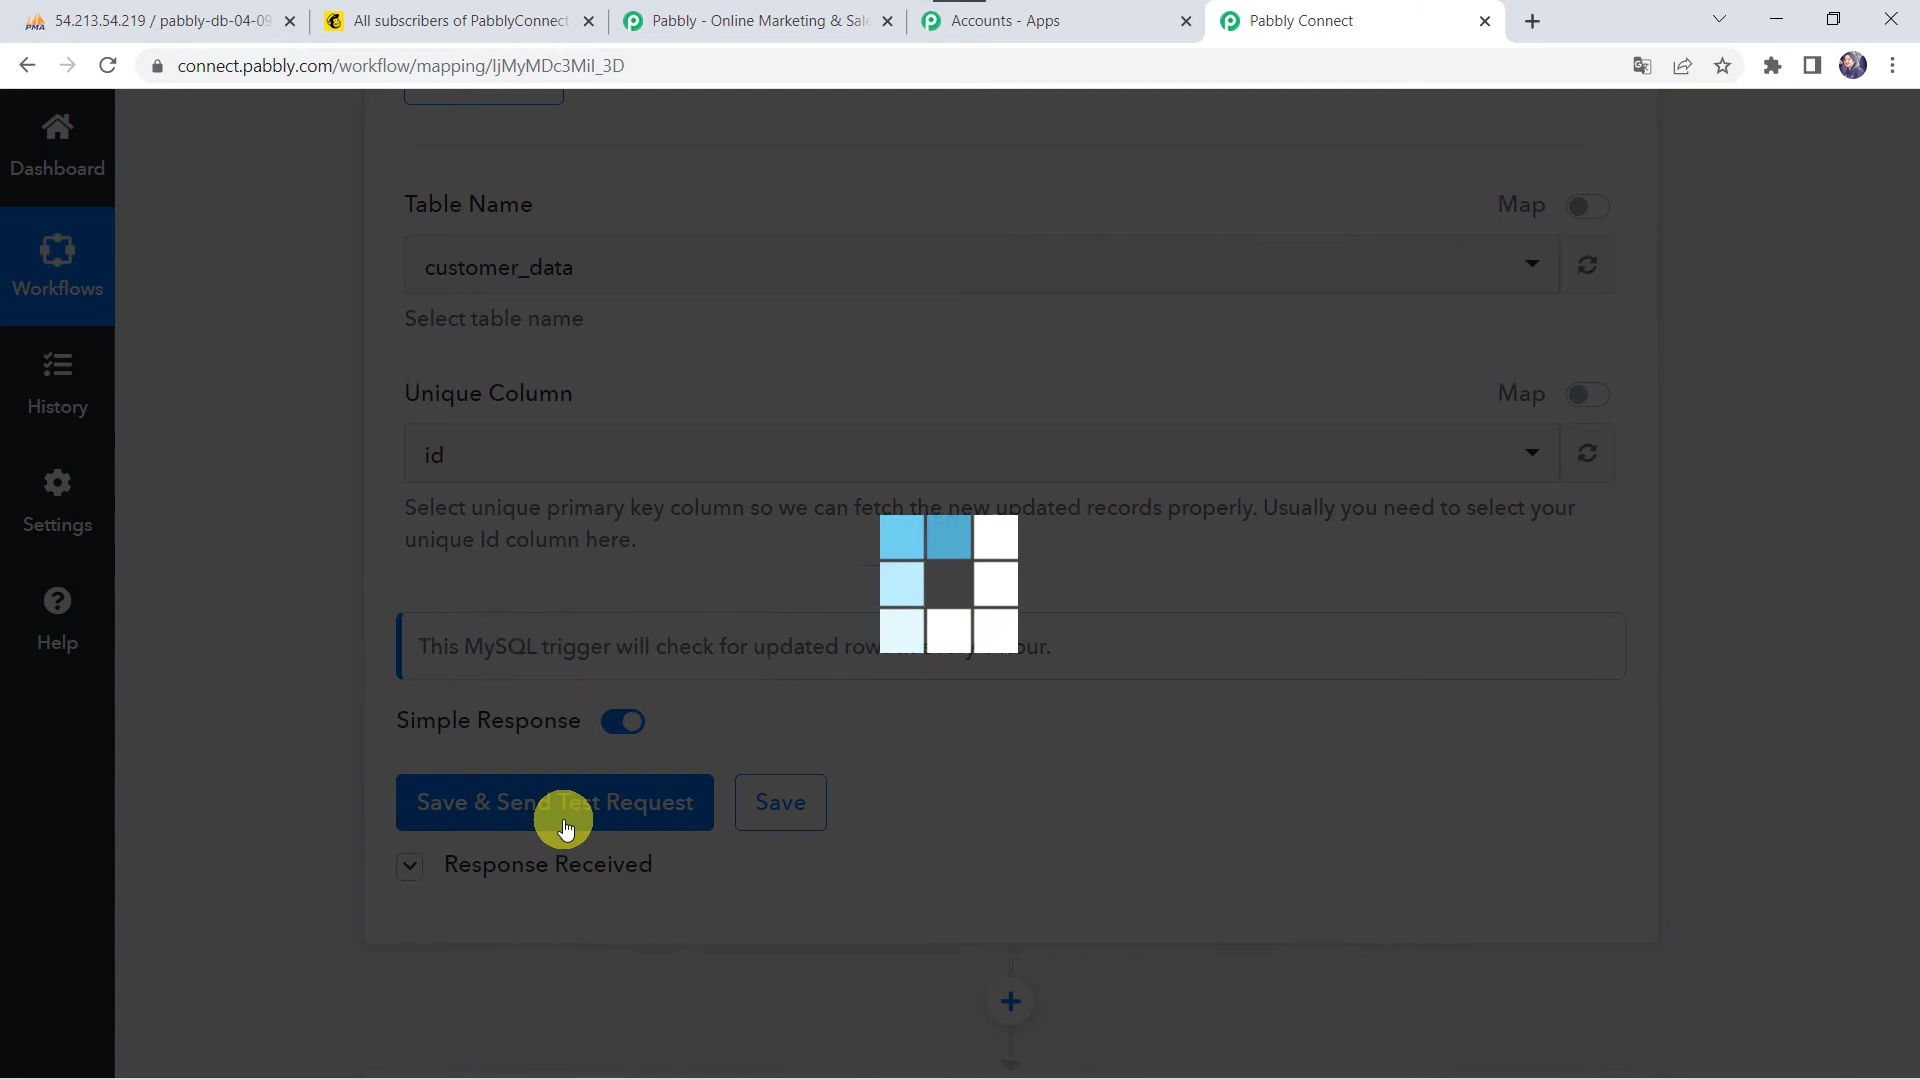 54.213.54.219 / pabbly-db-04-09
All subscribers of PabblyConnect
Pabbly - Online Marketing & Sale
Accounts - Apps
Pabbly Connect
connect.pabbly.com/workflow/mapping/IjMyMDc3MiI_3D
Dashboard
Workflows
History
Settings
Help
Table Name
Map
customer_data
Select table name
Unique Column
Map
id
Select unique primary key column so we can fetch the new updated records properly. Usually you need to select your
unique Id column here.
This MySQL trigger will check for updated row
Simple Response
Save & Send Test Request
Save
Response Received